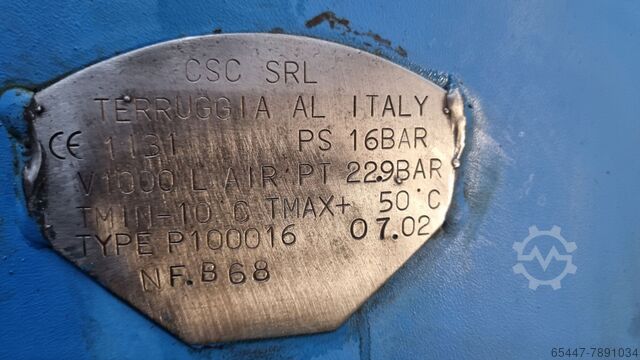 CSC SRL
TERRUGGIA AL ITALY
CE 1131 PS 16BAR
V1000 L AIR PT 22.9BAR
TMIN-10 C TMAX+ 50 C
TYPE P100016 07.02
NF.B68
65447-7891034